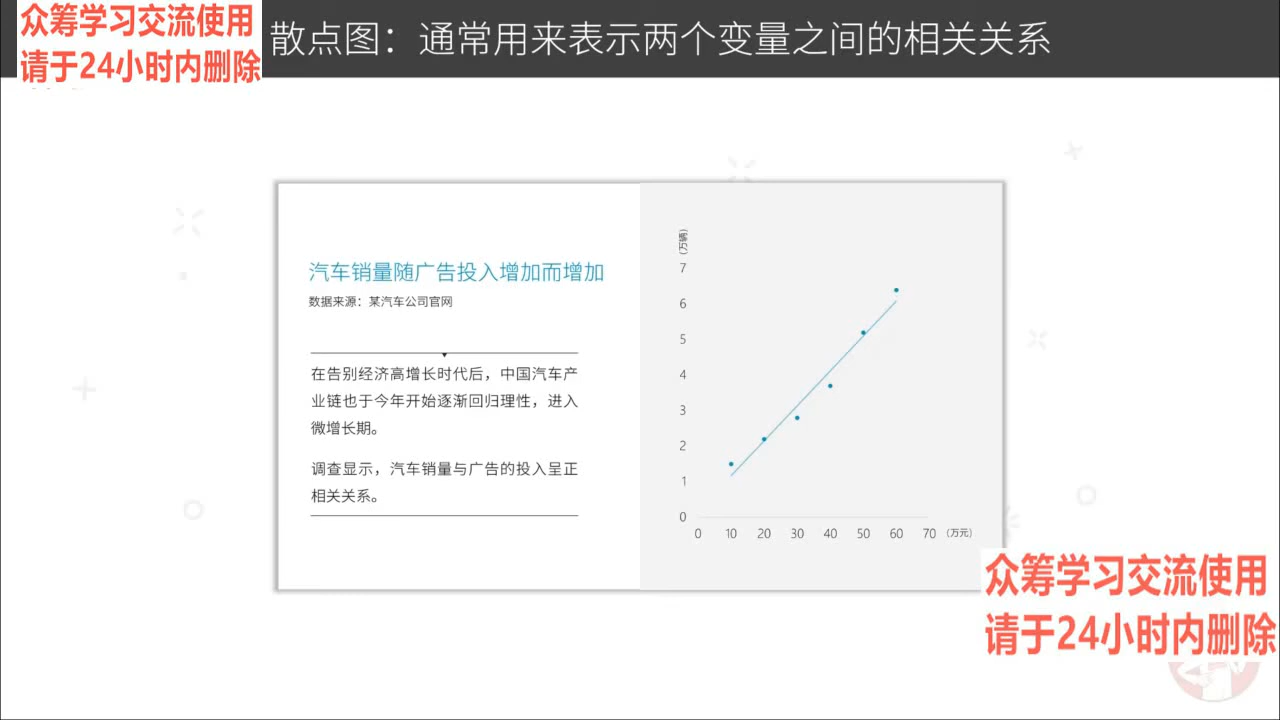 众筹学习交流使用
请于24小时内删除
散点图：通常用来表示两个变量之间的相关关系
汽车销量随广告投入增加而增加
数据来源：某汽车公司官网
在告别经济高增长时代后，中国汽车产
业链也于今年开始逐渐回归理性，进入
微增长期。
调查显示，汽车销量与广告的投入呈正
相关关系。
(万辆)
7
6
5
4
3
2
1
0
0 10 20 30 40 50 60 70 (万元)
众筹学习交流使用
请于24小时内删除